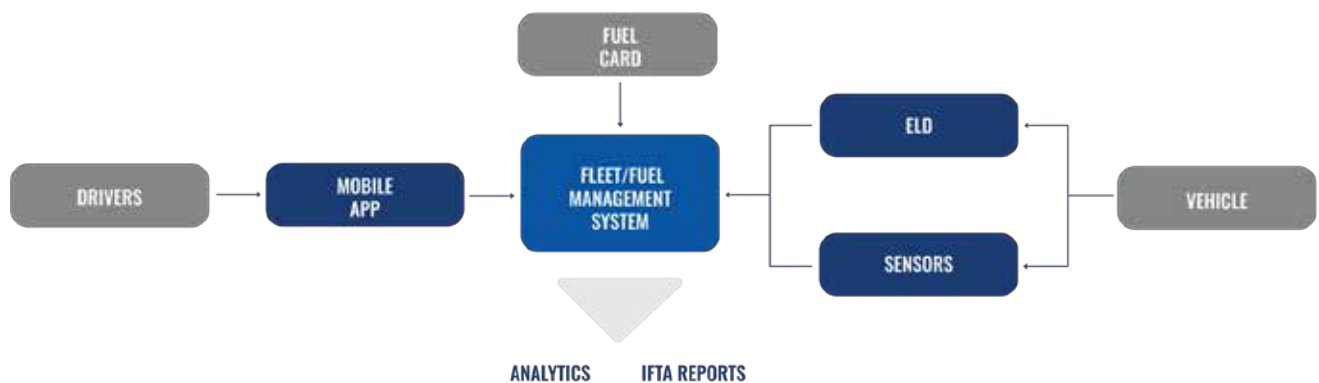 FUEL
CARD
ELD
DRIVERS
MOBILE
APP
FLEET/FUEL
MANAGEMENT
SYSTEM
VEHICLE
SENSORS
ANALYTICS
IFTA REPORTS